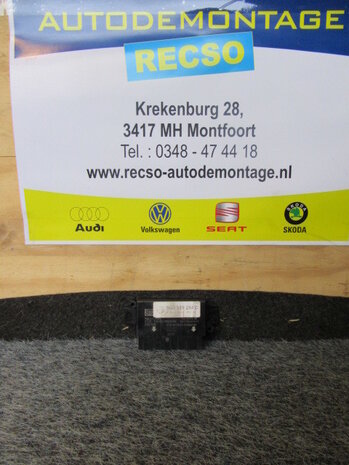 AUTODEMONTAGE
RECSO
Krekenburg 28,
3417 MH Montfoort
Tel. : 0348 - 47 44 18
www.recso-autodemontage.nl
Audi
Volkswagen
SEAT
SKODA